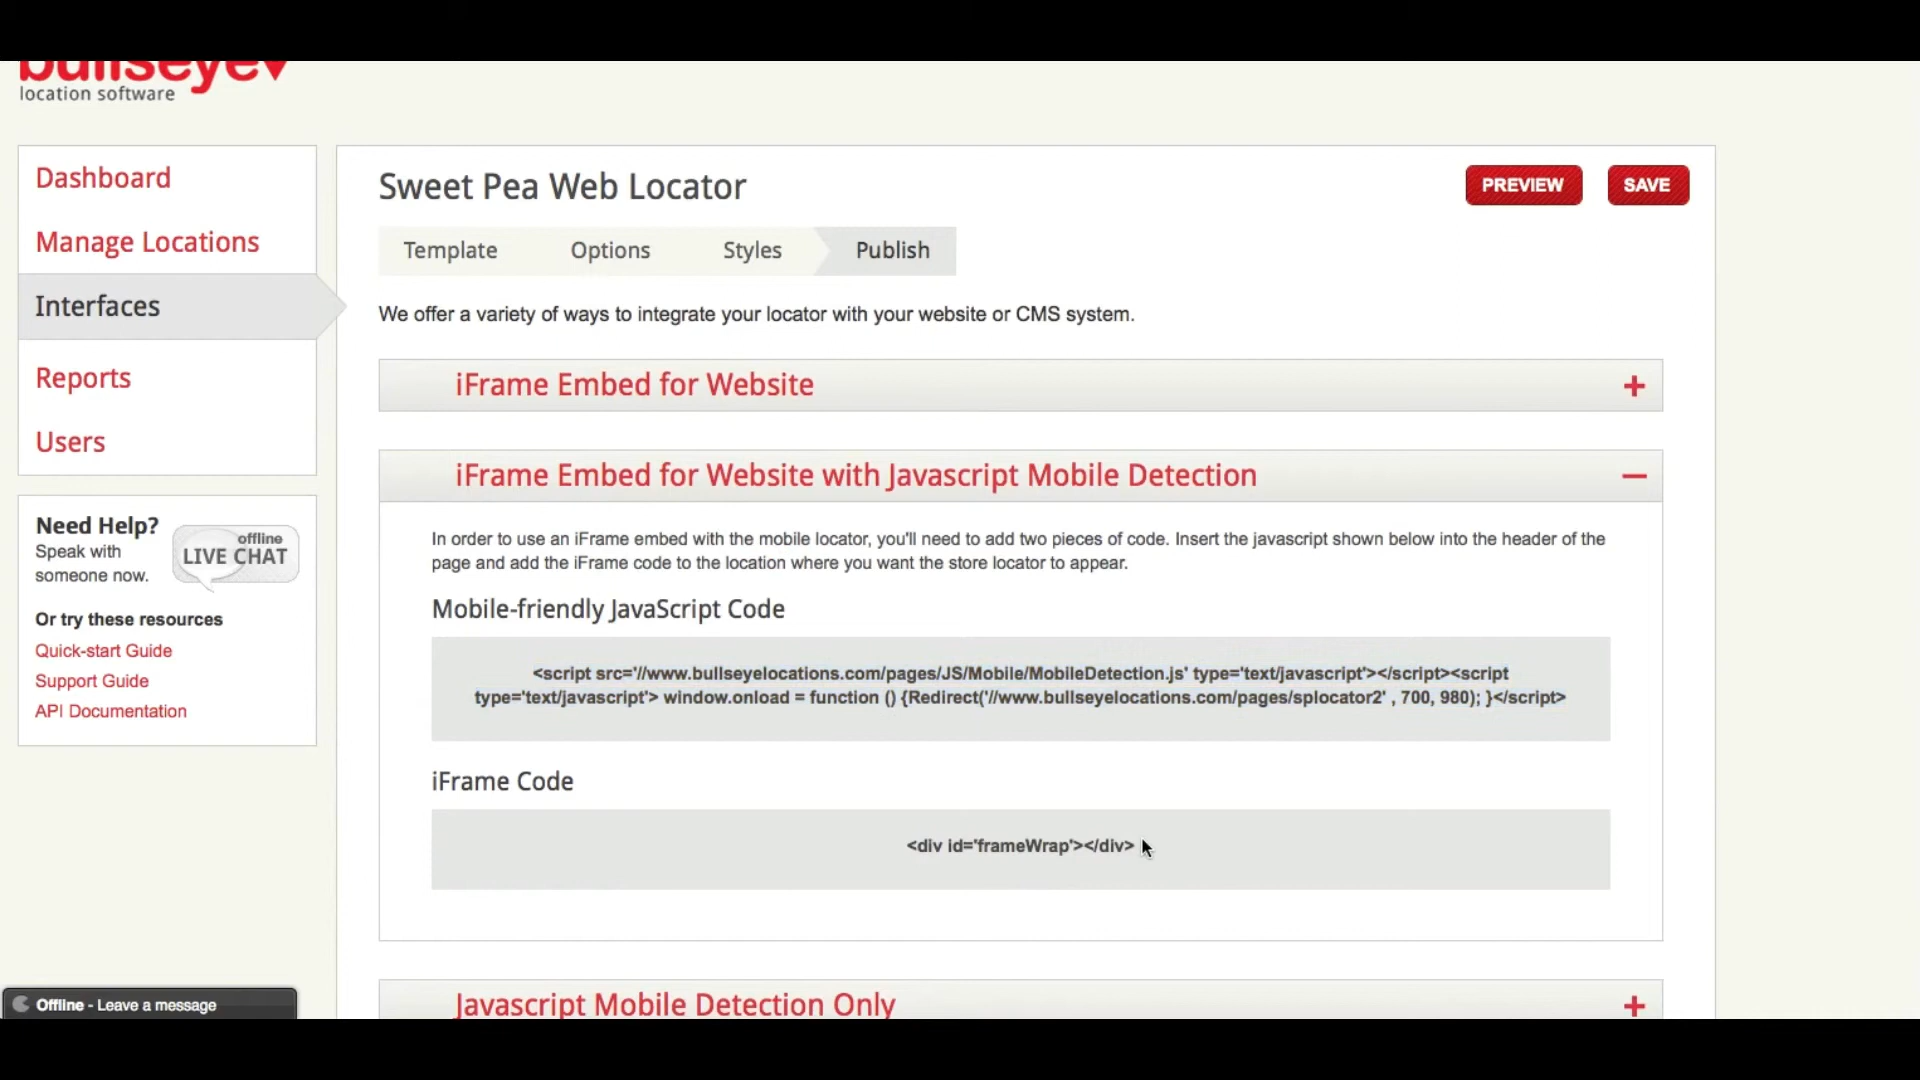 bullseye
location software
Dashboard
Manage Locations
Interfaces
Reports
Users
Need Help?
Speak with
someone now.
offline
LIVE CHAT
Or try these resources
Quick-start Guide
Support Guide
API Documentation
Offline - Leave a message
Sweet Pea Web Locator
PREVIEW
SAVE
Template Options Styles Publish
We offer a variety of ways to integrate your locator with your website or CMS system.
iFrame Embed for Website +
iFrame Embed for Website with Javascript Mobile Detection –
In order to use an iFrame embed with the mobile locator, you'll need to add two pieces of code. Insert the javascript shown below into the header of the
page and add the iFrame code to the location where you want the store locator to appear.
Mobile-friendly JavaScript Code
<script src='//www.bullseyelocations.com/pages/JS/Mobile/MobileDetection.js' type='text/javascript'></script><script
type='text/javascript'> window.onload = function () {Redirect('//www.bullseyelocations.com/pages/splocator2' , 700, 980); }</script>
iFrame Code
<div id='frameWrap'></div>
Javascript Mobile Detection Only +